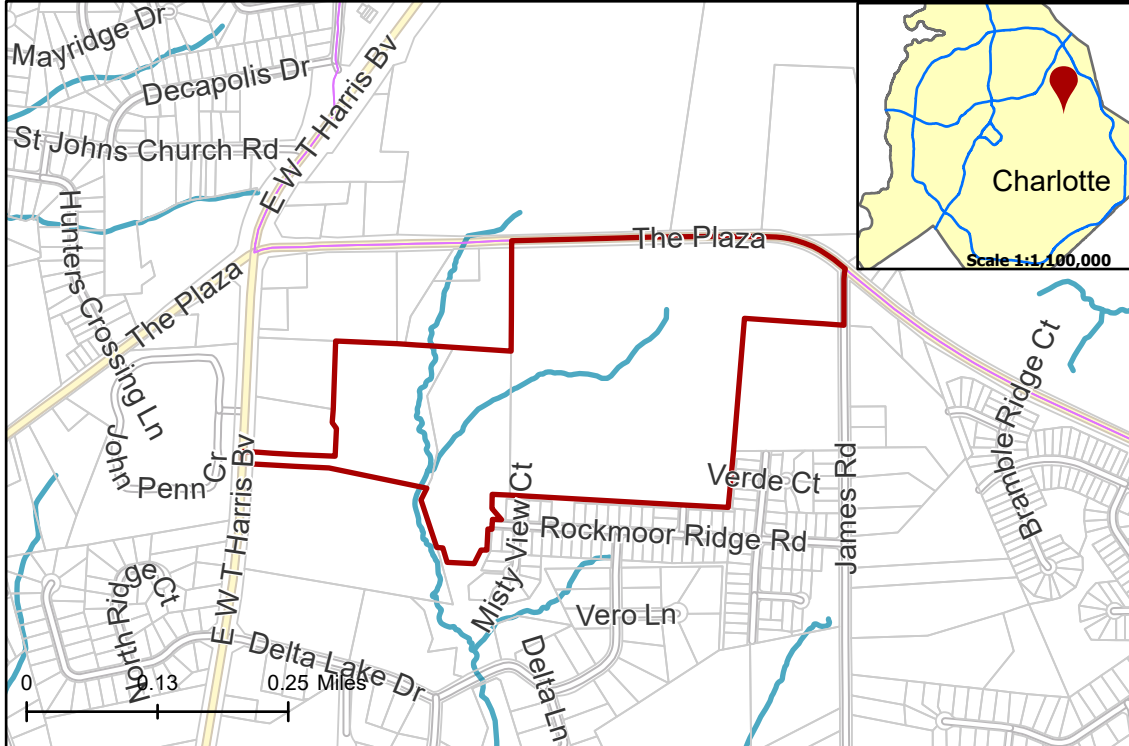 Mayridge Dr
Decapolis Dr
E W T Harris Bv
St Johns Church Rd
Hunters Crossing Ln
The Plaza
The Plaza
Charlotte
Scale 1:1,100,000
John Penn Cr
E W T Harris Bv
Misty View Ct
Verde Ct
Rockmoor Ridge Rd
James Rd
Bramble Ridge Ct
North Ridge Ct
Vero Ln
Delta Lake Dr
Delta Ln
0 0.13 0.25 Miles